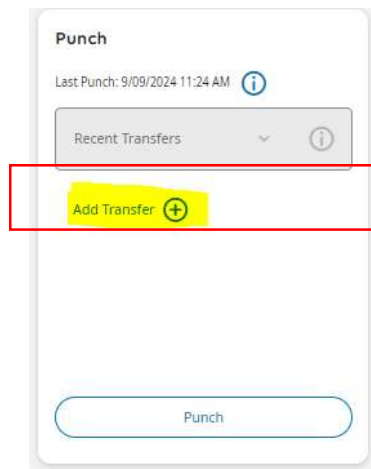 Punch
Last Punch: 9/09/2024 11:24 AM
Recent Transfers
Add Transfer
Punch